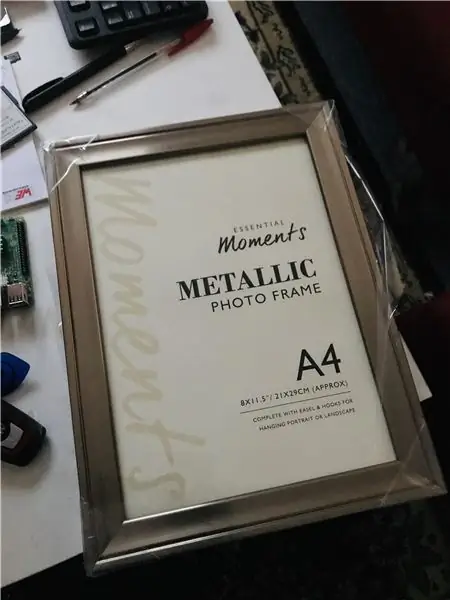 Moments
ESSENTIAL
Moments
METALLIC
PHOTO FRAME
A4
8X11.5"/ 21X29CM (APPROX)
COMPLETE WITH EASEL & HOOKS FOR
HANGING PORTRAIT OR LANDSCAPE
WE